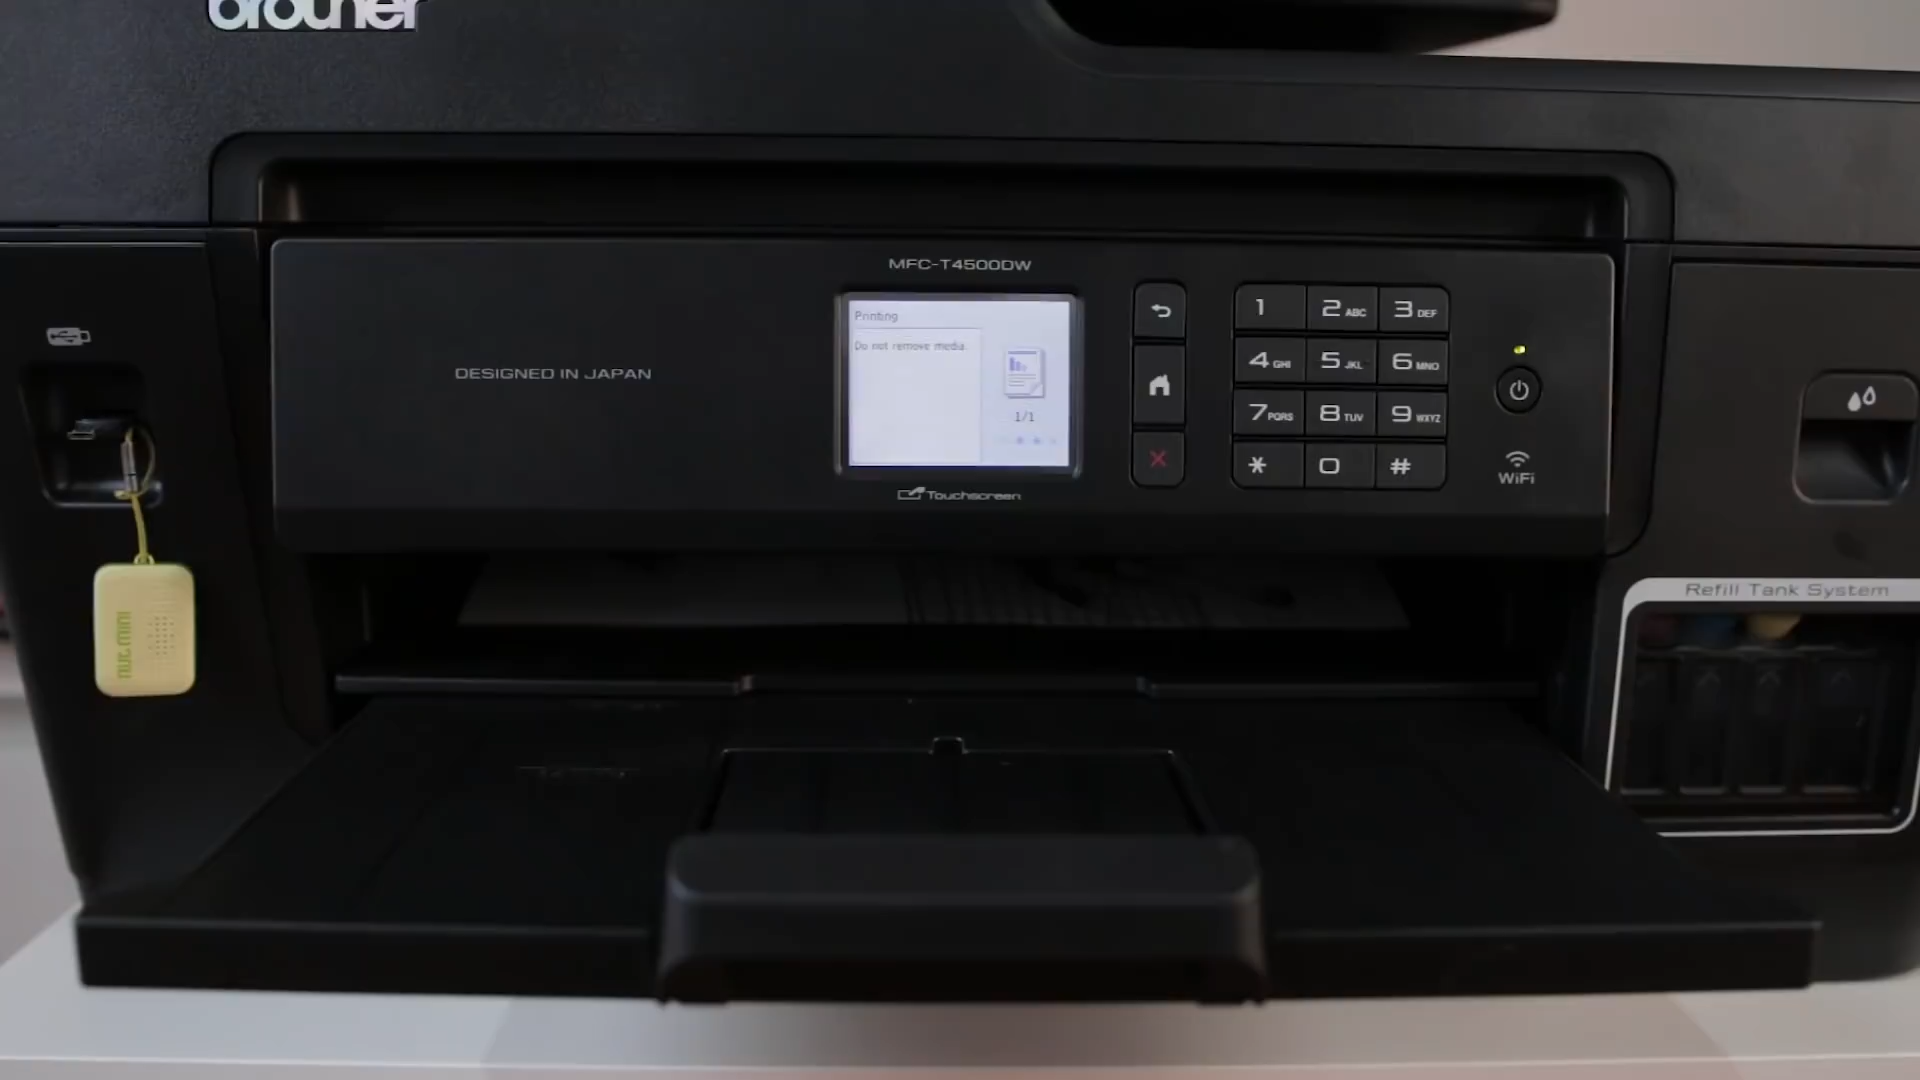 brother
MFC-T4500DW
Printing
Do not remove media.
1/1
Touchscreen
DESIGNED IN JAPAN
1
2 ABC
3 DEF
4 GHI
5 JKL
6 MNO
7 PQRS
8 TUV
9 WXYZ
* 0 #
WiFi
Refill Tank System
nut mini